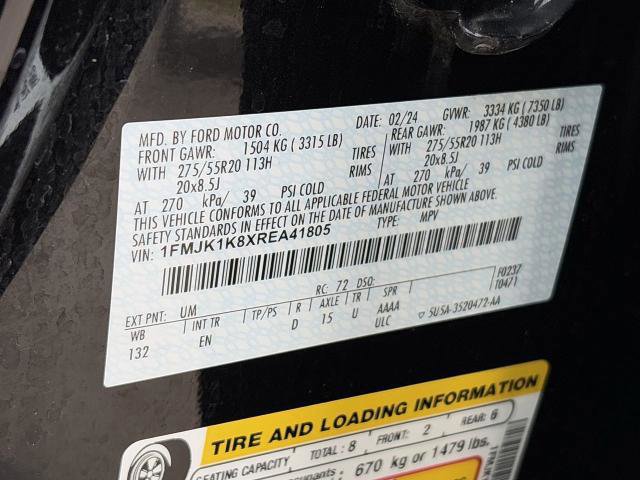 MFD. BY FORD MOTOR CO.
DATE: 02/24 GVWR: 3334 KG ( 7350 LB)
FRONT GAWR: 1504 KG ( 3315 LB) REAR GAWR: 1987 KG ( 4380 LB)
WITH 275/55R20 113H TIRES WITH 275/55R20 113H TIRES
20x8.5J RIMS 20x8.5J RIMS
AT 270 kPa/ 39 PSI COLD AT 270 kPa/ 39 PSI COLD
THIS VEHICLE CONFORMS TO ALL APPLICABLE FEDERAL MOTOR VEHICLE
SAFETY STANDARDS IN EFFECT ON THE DATE OF MANUFACTURE SHOWN ABOVE.
VIN: 1FMJK1K8XREA41805 TYPE: MPV
F0237
T0471
EXT PNT: UM RC: 72 DSO:
WB INT TR TP/PS R AXLE TR SPR
132 EN D 15 U AAAA
ULC ▽ 5U5A-3520472-AA
TIRE AND LOADING INFORMATION
SEATING CAPACITY TOTAL: 8 FRONT: 2 REAR: 6
670 kg or 1479 lbs.